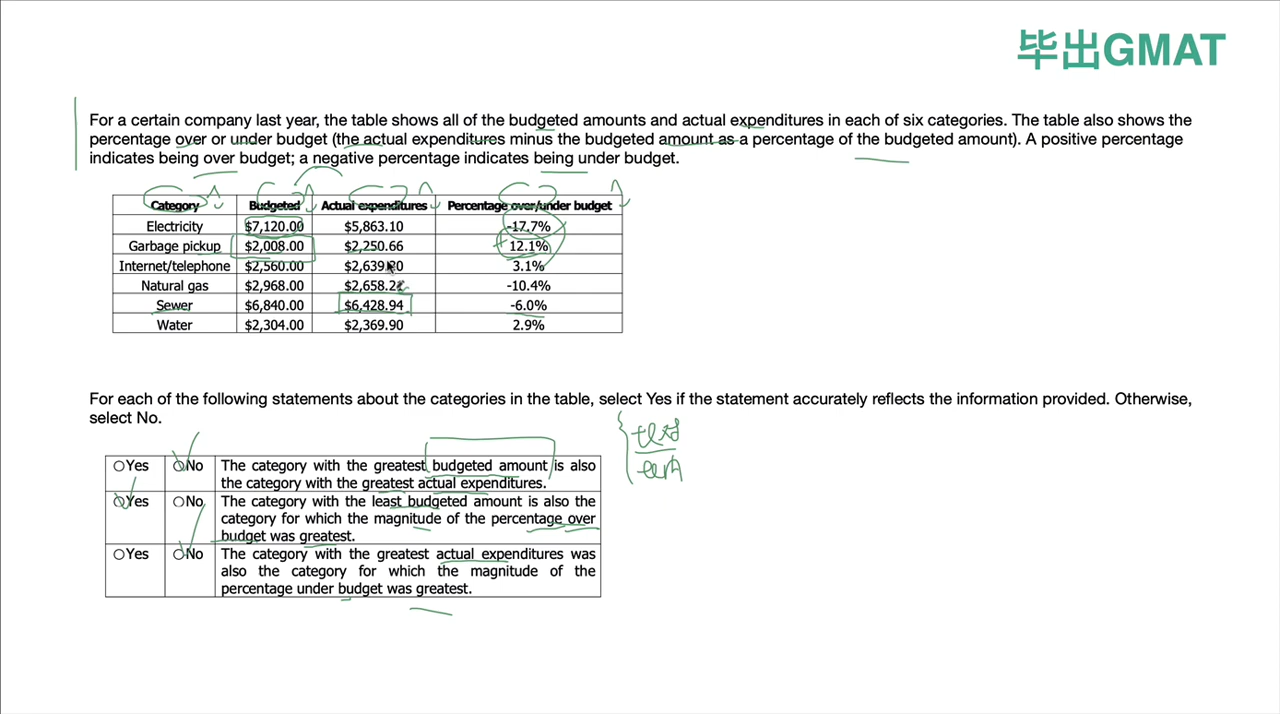 毕出GMAT
For a certain company last year, the table shows all of the budgeted amounts and actual expenditures in each of six categories. The table also shows the
percentage over or under budget (the actual expenditures minus the budgeted amount as a percentage of the budgeted amount). A positive percentage
indicates being over budget; a negative percentage indicates being under budget.
Category Budgeted Actual expenditures Percentage over/under budget
Electricity $7,120.00 $5,863.10 -17.7%
Garbage pickup $2,008.00 $2,250.66 12.1%
Internet/telephone $2,560.00 3.1%
Natural gas $2,968.00 -10.4%
Sewer $6,840.00 $6,428.94 -6.0%
Water $2,304.00 $2,369.90 2.9%
For each of the following statements about the categories in the table, select Yes if the statement accurately reflects the information provided. Otherwise,
select No.
Yes No The category with the greatest budgeted amount is also
the category with the greatest actual expenditures.
Yes No The category with the least budgeted amount is also the
category for which the magnitude of the percentage over
budget was greatest.
Yes No The category with the greatest actual expenditures was
also the category for which the magnitude of the
percentage under budget was greatest.